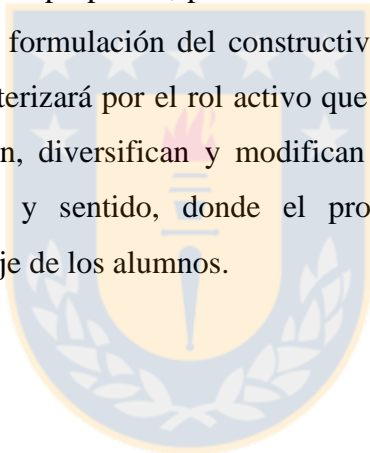 formulación del constructiv
terizará por el rol activo que
n, diversifican y modifican
y sentido, donde el pro
je de los alumnos.